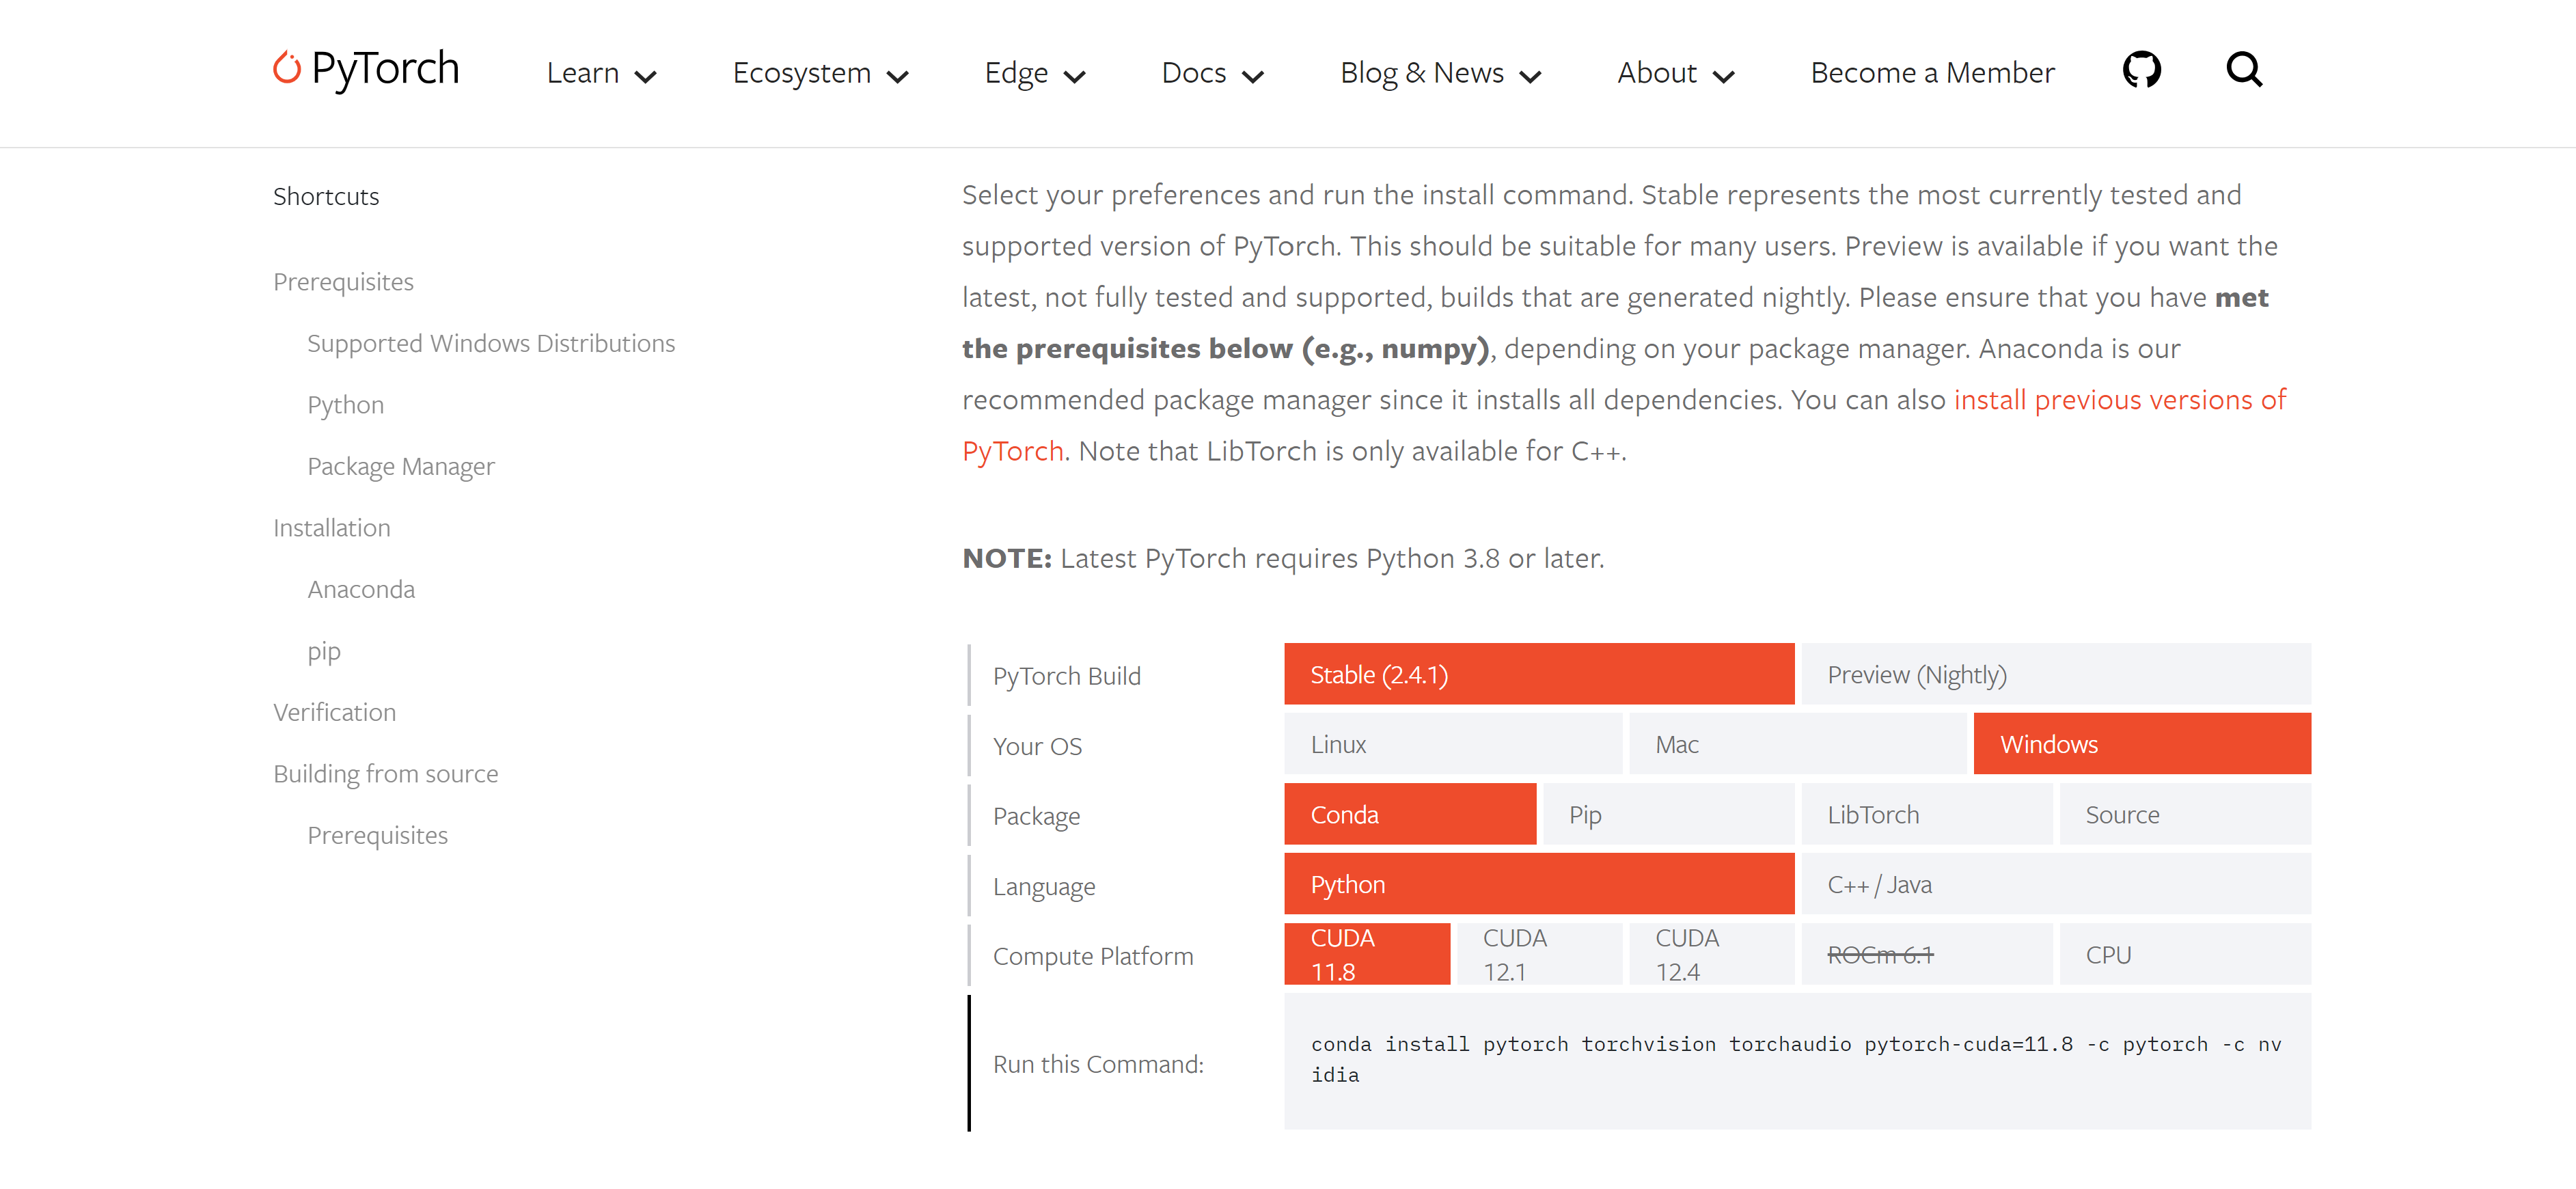 PyTorch
Learn
Ecosystem
Edge
Docs
Blog & News
About
Become a Member
Shortcuts
Prerequisites
Supported Windows Distributions
Python
Package Manager
Installation
Anaconda
pip
Verification
Building from source
Prerequisites
Select your preferences and run the install command. Stable represents the most currently tested and
supported version of PyTorch. This should be suitable for many users. Preview is available if you want the
latest, not fully tested and supported, builds that are generated nightly. Please ensure that you have met
the prerequisites below (e.g., numpy), depending on your package manager. Anaconda is our
recommended package manager since it installs all dependencies. You can also install previous versions of
PyTorch. Note that LibTorch is only available for C++.
NOTE: Latest PyTorch requires Python 3.8 or later.
PyTorch Build
Stable (2.4.1)
Preview (Nightly)
Your OS
Linux
Mac
Windows
Package
Conda
Pip
LibTorch
Source
Language
Python
C++ / Java
Compute Platform
CUDA
11.8
CUDA
12.1
CUDA
12.4
ROCm 6.1
CPU
Run this Command:
conda install pytorch torchvision torchaudio pytorch-cuda=11.8 -c pytorch -c nv
idia